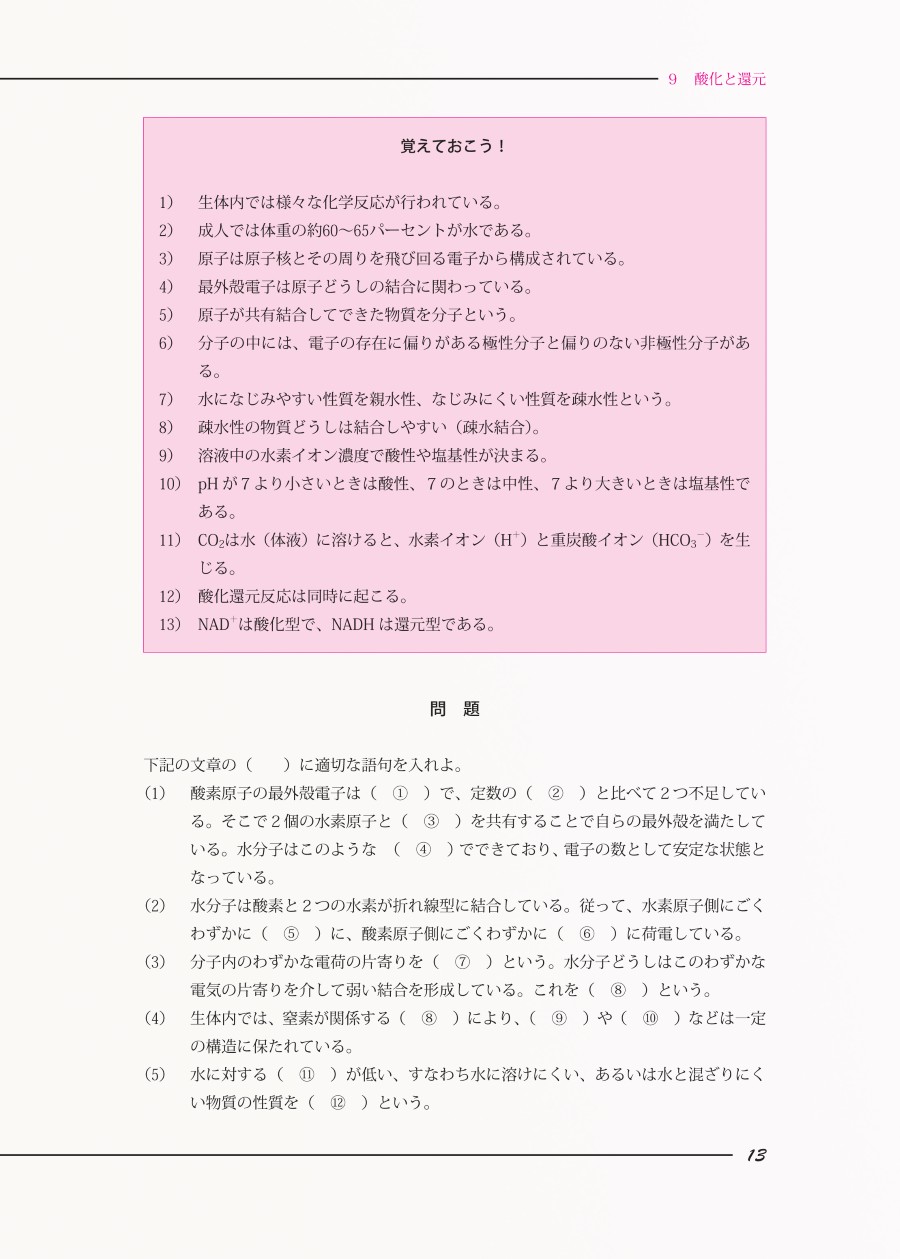 9　酸化と還元
覚えておこう！
1）　生体内では様々な化学反応が行われている。
2）　成人では体重の約60〜65パーセントが水である。
3）　原子は原子核とその周りを飛び回る電子から構成されている。
4）　最外殻電子は原子どうしの結合に関わっている。
5）　原子が共有結合してできた物質を分子という。
6）　分子の中には、電子の存在に偏りがある極性分子と偏りのない非極性分子があ
る。
7）　水になじみやすい性質を親水性、なじみにくい性質を疎水性という。
8）　疎水性の物質どうしは結合しやすい（疎水結合）。
9）　溶液中の水素イオン濃度で酸性や塩基性が決まる。
10）　pH が７より小さいときは酸性、７のときは中性、７より大きいときは塩基性で
ある。
11）　CO₂は水（体液）に溶けると、水素イオン（H⁺）と重炭酸イオン（HCO₃⁻）を生
じる。
12）　酸化還元反応は同時に起こる。
13）　NAD⁺は酸化型で、NADH は還元型である。
問　題
下記の文章の（　　）に適切な語句を入れよ。
（1）　酸素原子の最外殻電子は（　①　）で、定数の（　②　）と比べて２つ不足してい
る。そこで２個の水素原子と（　③　）を共有することで自らの最外殻を満たして
いる。水分子はこのような　（　④　）でできており、電子の数として安定な状態と
なっている。
（2）　水分子は酸素と２つの水素が折れ線型に結合している。従って、水素原子側にごく
わずかに（　⑤　）に、酸素原子側にごくわずかに（　⑥　）に荷電している。
（3）　分子内のわずかな電荷の片寄りを（　⑦　）という。水分子どうしはこのわずかな
電気の片寄りを介して弱い結合を形成している。これを（　⑧　）という。
（4）　生体内では、窒素が関係する（　⑧　）により、（　⑨　）や（　⑩　）などは一定
の構造に保たれている。
（5）　水に対する（　⑪　）が低い、すなわち水に溶けにくい、あるいは水と混ざりにく
い物質の性質を（　⑫　）という。
13